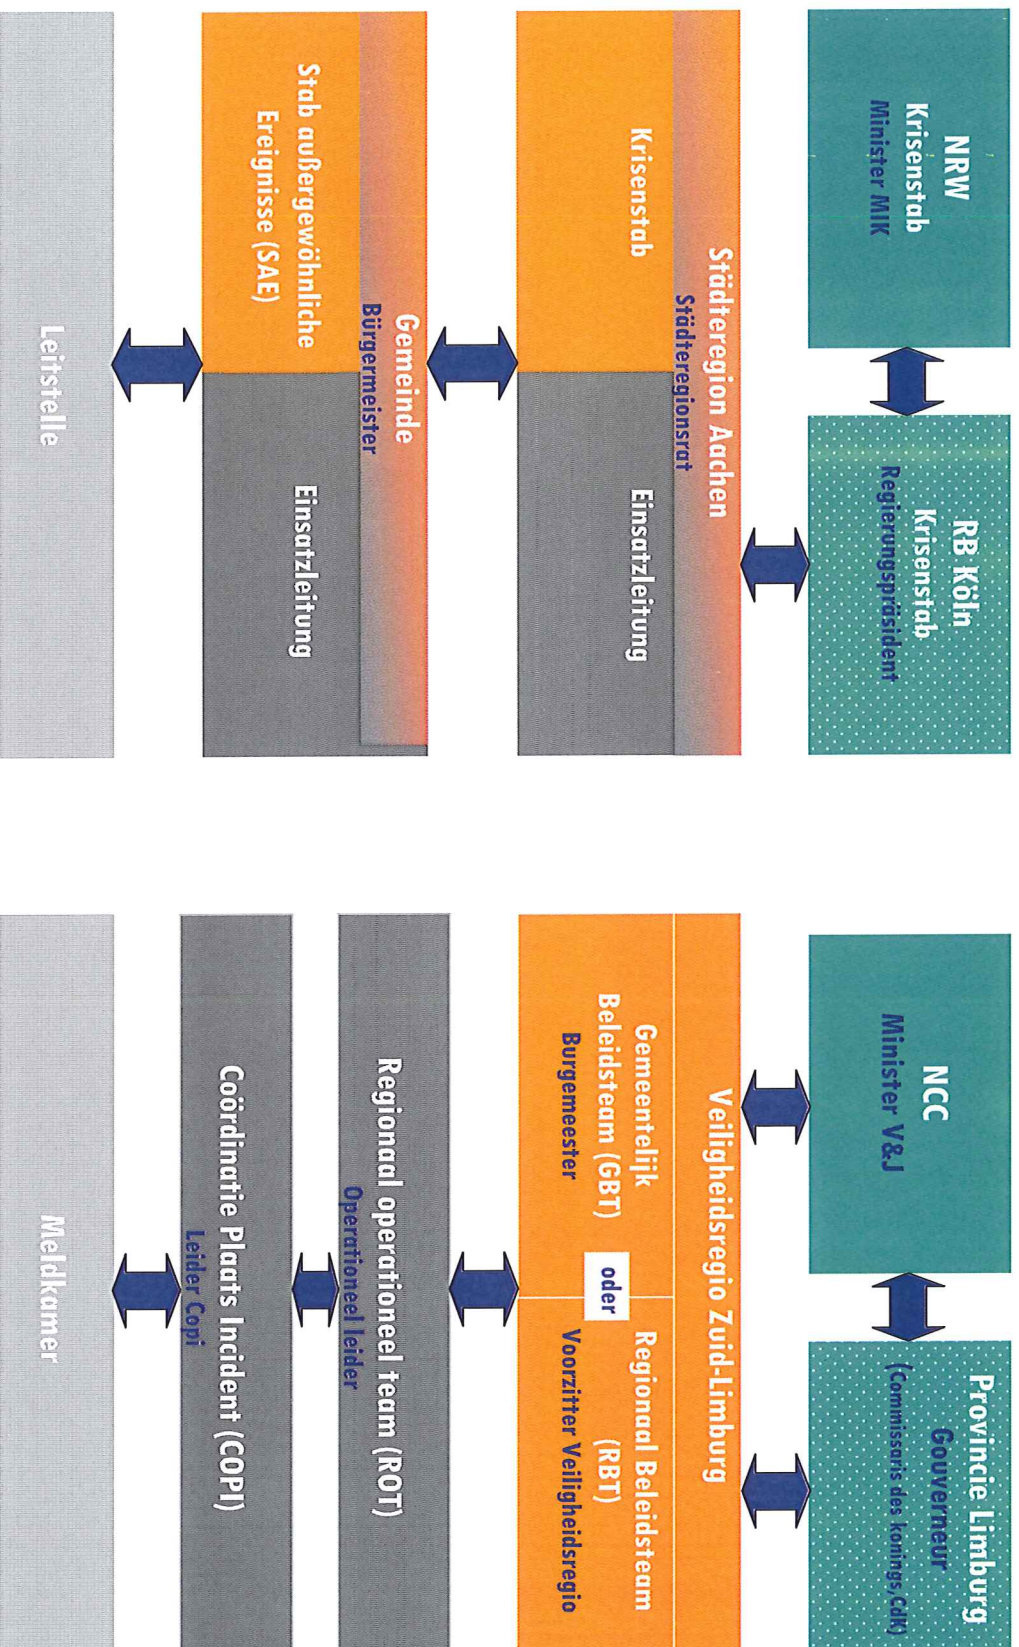 NRW
Krisenstab
Minister MIK
RB Köln
Krisenstab
Regierungspräsident
Städteregion Aachen
Städteregionsrat
Krisenstab
Einsatzleitung
Gemeinde
Bürgermeister
Stab außergewöhnliche
Ereignisse (SAE)
Einsatzleitung
Leitstelle
NCC
Minister V&J
Provincie Limburg
Gouverneur
(Commissaris des konings,CdK)
Veiligheidsregio Zuid-Limburg
Gemeentelijk
Beleidsteam (GBT)
Burgemeester
oder
Regionaal Beleidsteam
(RBT)
Voorzitter Veiligheidsregio
Regionaal operationeel team (ROT)
Operationeel leider
Coördinatie Plaats Incident (COPI)
Leider Copi
Meldkamer